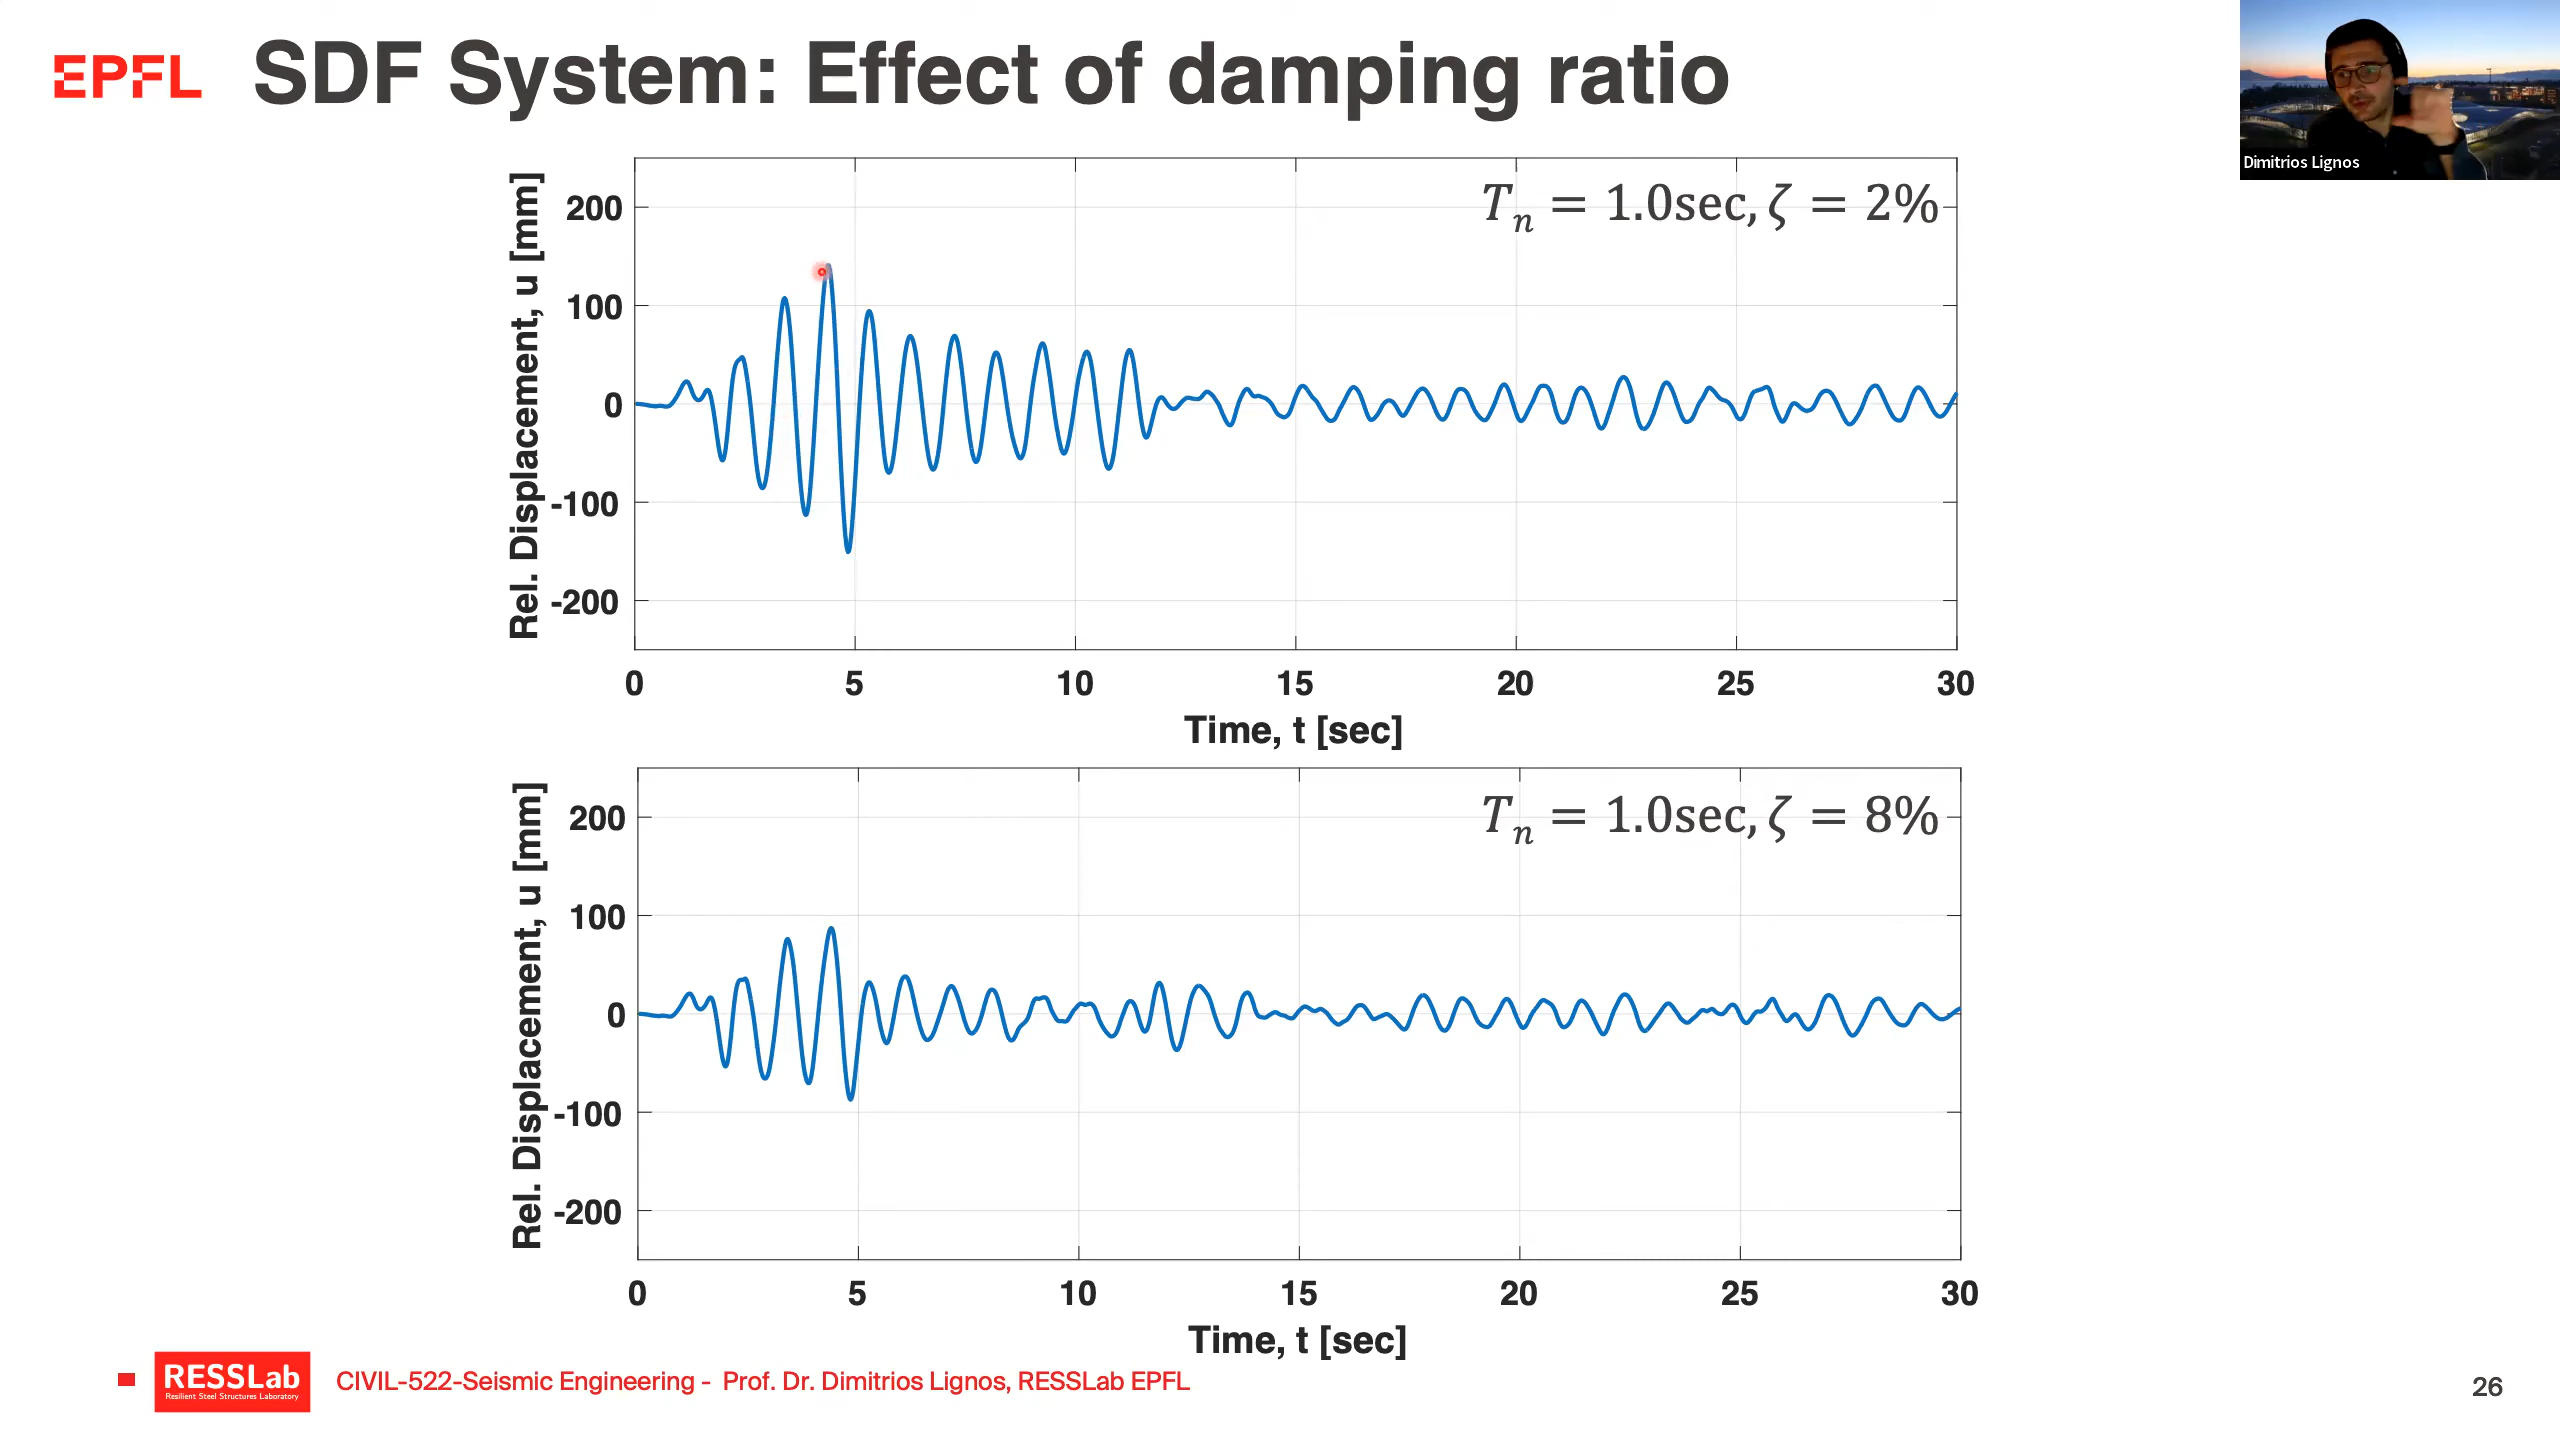 EPFL SDF System: Effect of damping ratio
Dimitrios Lignos
Rel. Displacement, u [mm]
200
100
0
-100
-200
Tₙ = 1.0sec, ζ = 2%
0 5 10 15 20 25 30
Time, t [sec]
Rel. Displacement, u [mm]
200
100
0
-100
-200
Tₙ = 1.0sec, ζ = 8%
0 5 10 15 20 25 30
Time, t [sec]
RESSLab
Resilient Steel Structures Laboratory
CIVIL-522-Seismic Engineering - Prof. Dr. Dimitrios Lignos, RESSLab EPFL
26